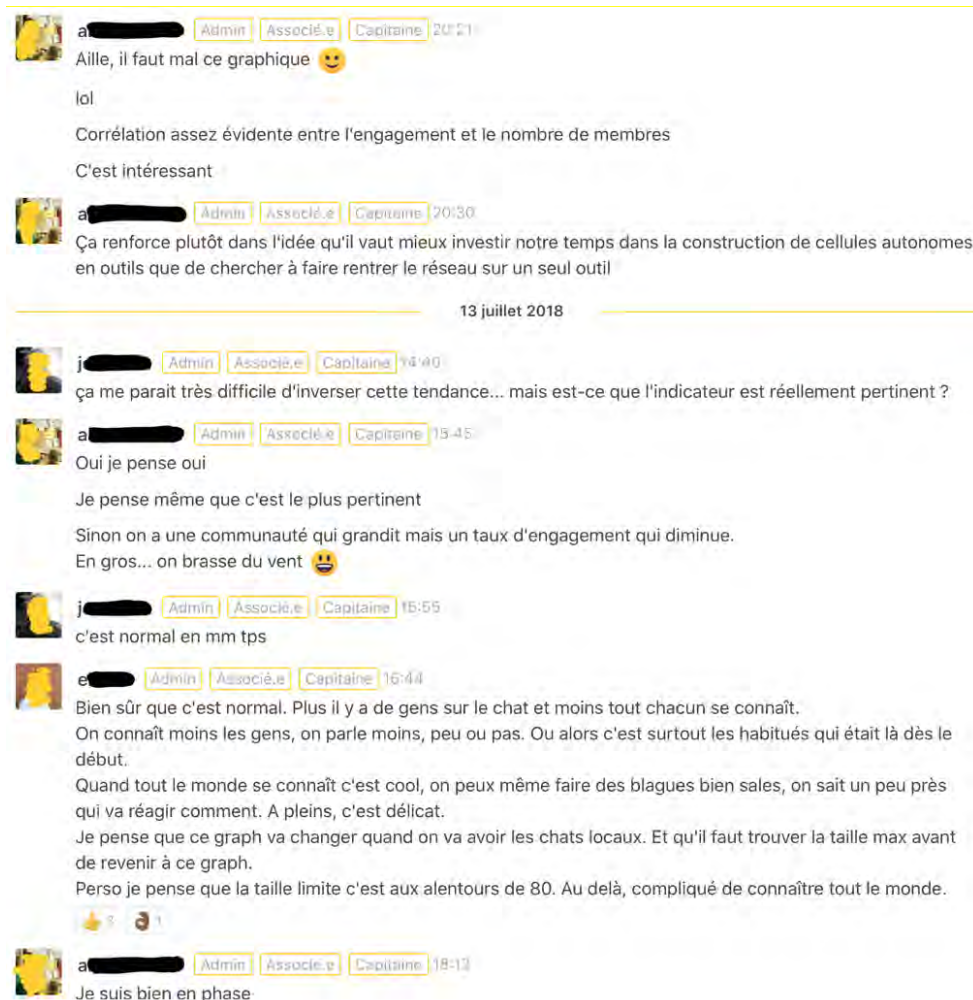 a Admin Associé.e Capitaine 20:21
Aille, il faut mal ce graphique
lol
Corrélation assez évidente entre l'engagement et le nombre de membres
C'est intéressant
a Admin Associé.e Capitaine 20:30
Ça renforce plutôt dans l'idée qu'il vaut mieux investir notre temps dans la construction de cellules autonomes
en outils que de chercher à faire rentrer le réseau sur un seul outil
13 juillet 2018
j Admin Associé.e Capitaine 14:40
ça me parait très difficile d'inverser cette tendance... mais est-ce que l'indicateur est réellement pertinent ?
a Admin Associé.e Capitaine
Oui je pense oui
Je pense même que c'est le plus pertinent
Sinon on a une communauté qui grandit mais un taux d'engagement qui diminue.
En gros... on brasse du vent
j Admin Associé.e Capitaine
c'est normal en mm tps
e Admin Associé.e Capitaine 16:44
Bien sûr que c'est normal. Plus il y a de gens sur le chat et moins tout chacun se connaît.
On connaît moins les gens, on parle moins, peu ou pas. Ou alors c'est surtout les habitués qui était là dès le
début.
Quand tout le monde se connaît c'est cool, on peux même faire des blagues bien sales, on sait un peu près
qui va réagir comment. A pleins, c'est délicat.
Je pense que ce graph va changer quand on va avoir les chats locaux. Et qu'il faut trouver la taille max avant
de revenir à ce graph.
Perso je pense que la taille limite c'est aux alentours de 80. Au delà, compliqué de connaître tout le monde.
3 1
a Admin Associé.e Capitaine
Je suis bien en phase